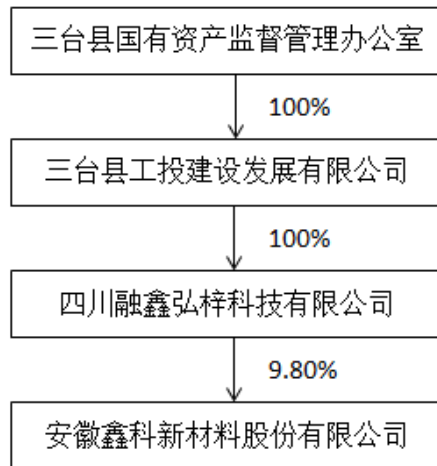 三台县国有资产监督管理办公室
100%
三台县工投建设发展有限公司
100%
四川融鑫弘梓科技有限公司
9.80%
安徽鑫科新材料股份有限公司